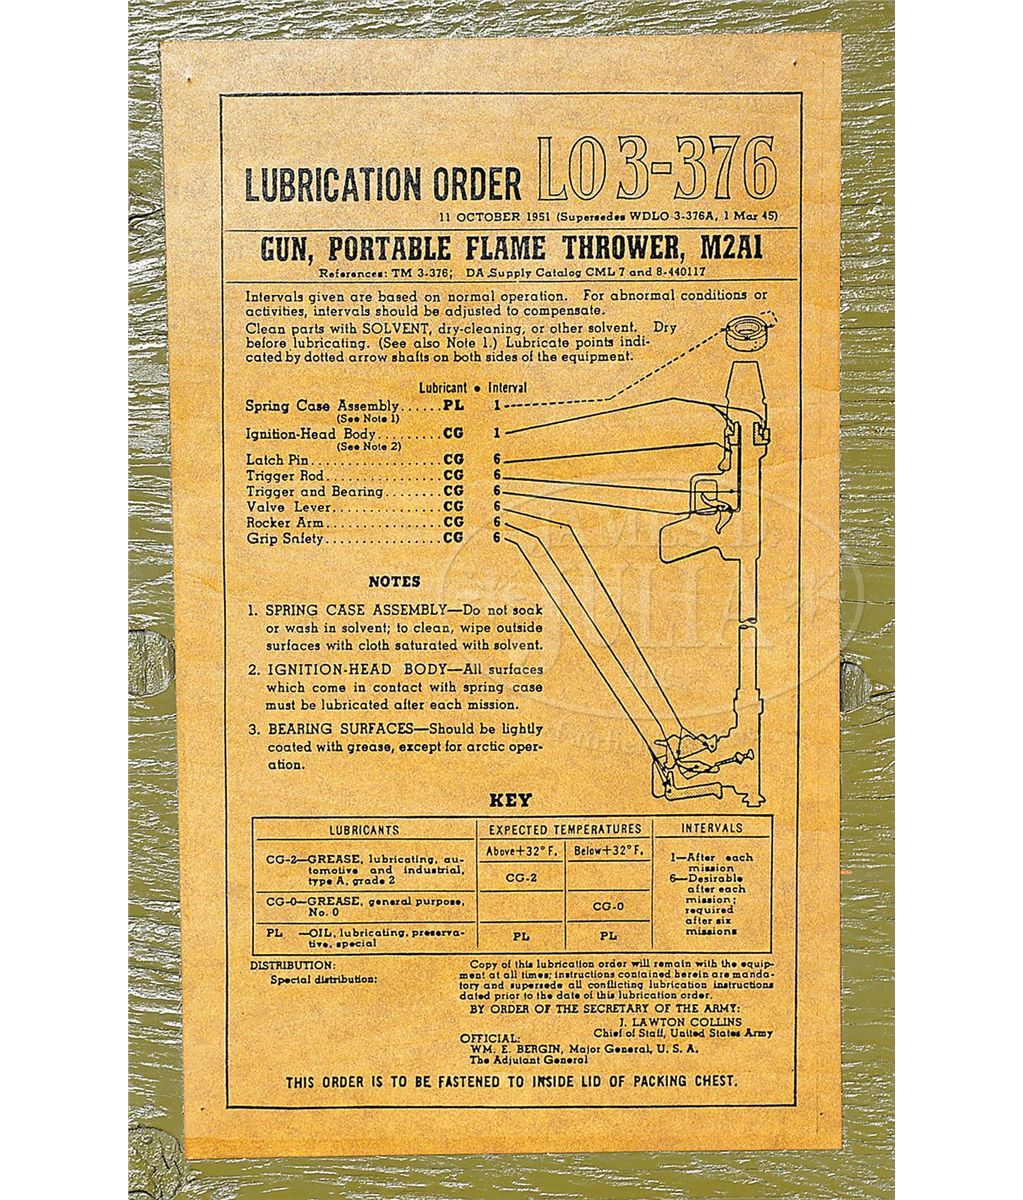 LUBRICATION ORDER LO 3-376
11 OCTOBER 1951 (Supersedes WDLO 3-376A, 1 Mar 45)
GUN, PORTABLE FLAME THROWER, M2A1
References: TM 3-376; DA Supply Catalog CML 7 and 8-440117
Intervals given are based on normal operation. For abnormal conditions or
activities, intervals should be adjusted to compensate.
Clean parts with SOLVENT, dry-cleaning, or other solvent. Dry
before lubricating. (See also Note 1.) Lubricate points indi-
cated by dotted arrow shafts on both sides of the equipment.
Lubricant • Interval
Spring Case Assembly......PL 1
(See Note 1)
Ignition-Head Body.........CG 1
(See Note 2)
Latch Pin..................CG 6
Trigger Rod................CG 6
Trigger and Bearing........CG 6
Valve Lever................CG 6
Rocker Arm.................CG 6
Grip Safety................CG 6
NOTES
1. SPRING CASE ASSEMBLY—Do not soak
or wash in solvent; to clean, wipe outside
surfaces with cloth saturated with solvent.
2. IGNITION-HEAD BODY—All surfaces
which come in contact with spring case
must be lubricated after each mission.
3. BEARING SURFACES—Should be lightly
coated with grease, except for arctic oper-
ation.
JAMES D.
JULIA
KEY
LUBRICANTS EXPECTED TEMPERATURES INTERVALS
Above+32° F. Below+32° F.
CG-2—GREASE, lubricating, au-
tomotive and industrial,
type A, grade 2
CG-2
CG-0—GREASE, general purpose,
No. 0
CG-0
PL —OIL, lubricating, preserva-
tive, special
PL PL
1—After each
mission
6—Desirable
after each
mission;
required
after six
missions
DISTRIBUTION:
Special distribution:
Copy of this lubrication order will remain with the equip-
ment at all times; instructions contained herein are manda-
tory and supersede all conflicting lubrication instructions
dated prior to the date of this lubrication order.
BY ORDER OF THE SECRETARY OF THE ARMY:
J. LAWTON COLLINS
Chief of Staff, United States Army
OFFICIAL:
WM. E. BERGIN, Major General, U. S. A.
The Adjutant General
THIS ORDER IS TO BE FASTENED TO INSIDE LID OF PACKING CHEST.